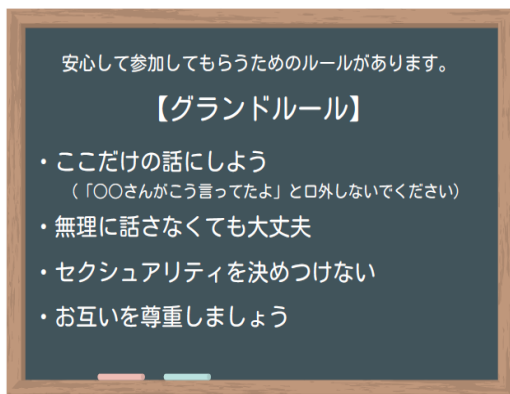 安心して参加してもらうためのルールがあります。
【グランドルール】
・ここだけの話にしよう
（「〇〇さんがこう言ってたよ」と口外しないでください）
・無理に話さなくても大丈夫
・セクシュアリティを決めつけない
・お互いを尊重しましょう